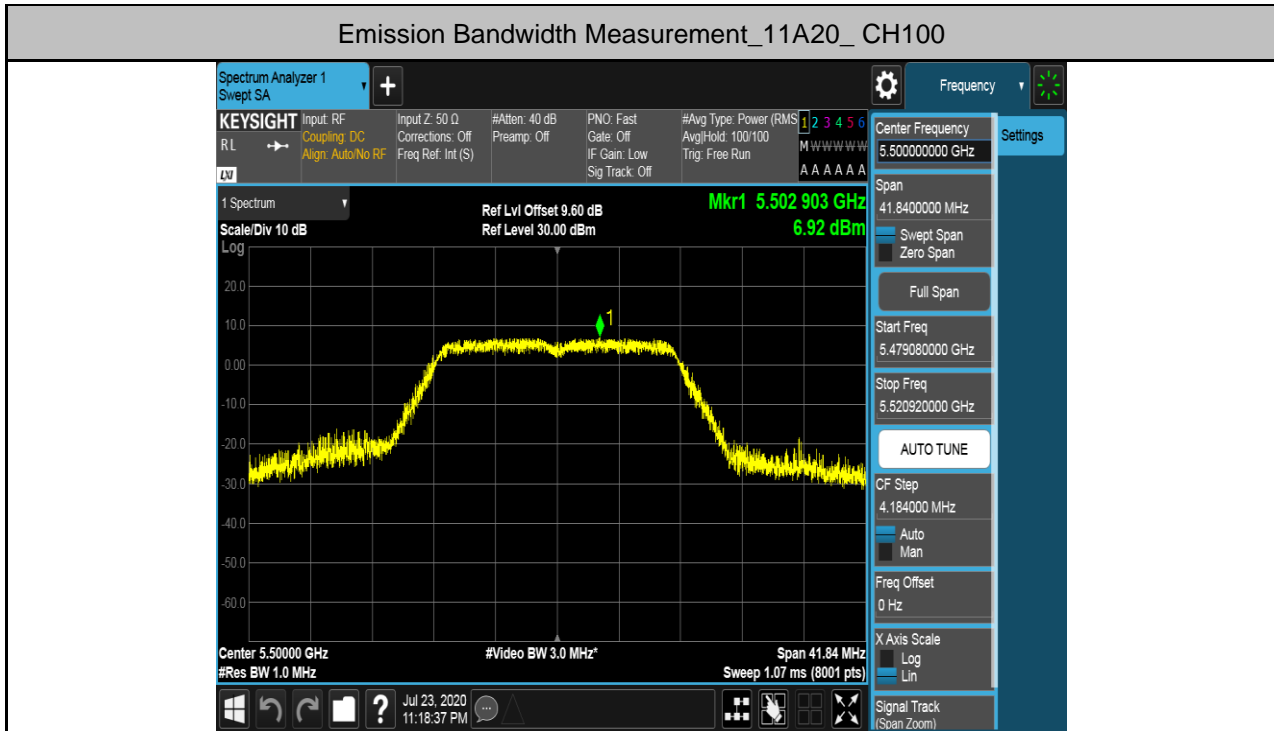 Emission Bandwidth Measurement_11A20_ CH100
Spectrum Analyzer 1
Swept SA
+
Frequency
KEYSIGHT
RL
LXI
Input: RF
Coupling: DC
Align: Auto/No RF
Input Z: 50 Ω
Corrections: Off
Freq Ref: Int (S)
#Atten: 40 dB
Preamp: Off
PNO: Fast
Gate: Off
IF Gain: Low
Sig Track: Off
#Avg Type: Power (RMS
Avg|Hold: 100/100
Trig: Free Run
1 2 3 4 5 6
M W W W W W
A A A A A A
Center Frequency
5.500000000 GHz
Settings
Span
41.8400000 MHz
Swept Span
Zero Span
Full Span
Start Freq
5.479080000 GHz
Stop Freq
5.520920000 GHz
AUTO TUNE
CF Step
4.184000 MHz
Auto
Man
Freq Offset
0 Hz
X Axis Scale
Log
Lin
Signal Track
(Span Zoom)
1 Spectrum
Scale/Div 10 dB
Log
Ref Lvl Offset 9.60 dB
Ref Level 30.00 dBm
Mkr1 5.502 903 GHz
6.92 dBm
20.0
10.0
0.00
-10.0
-20.0
-30.0
-40.0
-50.0
-60.0
1
Center 5.50000 GHz
#Res BW 1.0 MHz
#Video BW 3.0 MHz*
Span 41.84 MHz
Sweep 1.07 ms (8001 pts)
?
Jul 23, 2020
11:18:37 PM